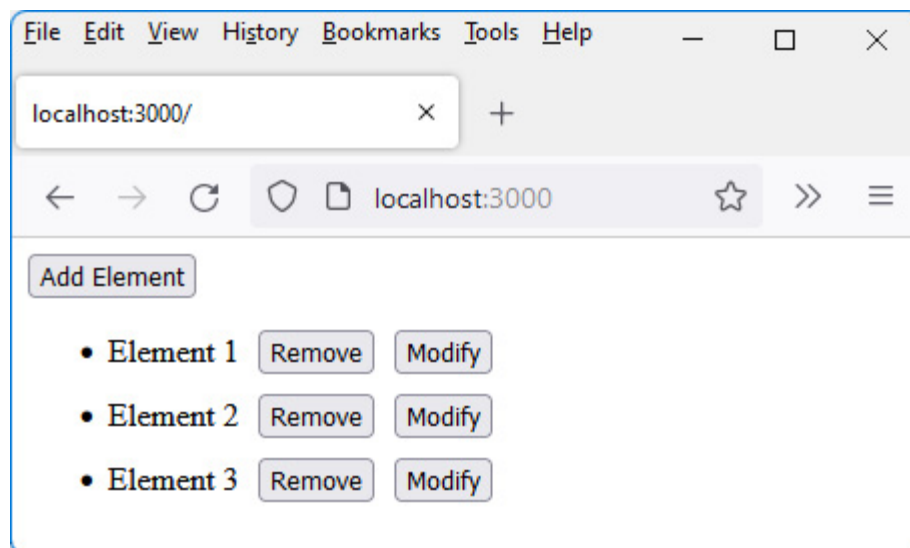 File Edit View History Bookmarks Tools Help
localhost:3000/
localhost:3000
Add Element
Element 1 Remove Modify
Element 2 Remove Modify
Element 3 Remove Modify